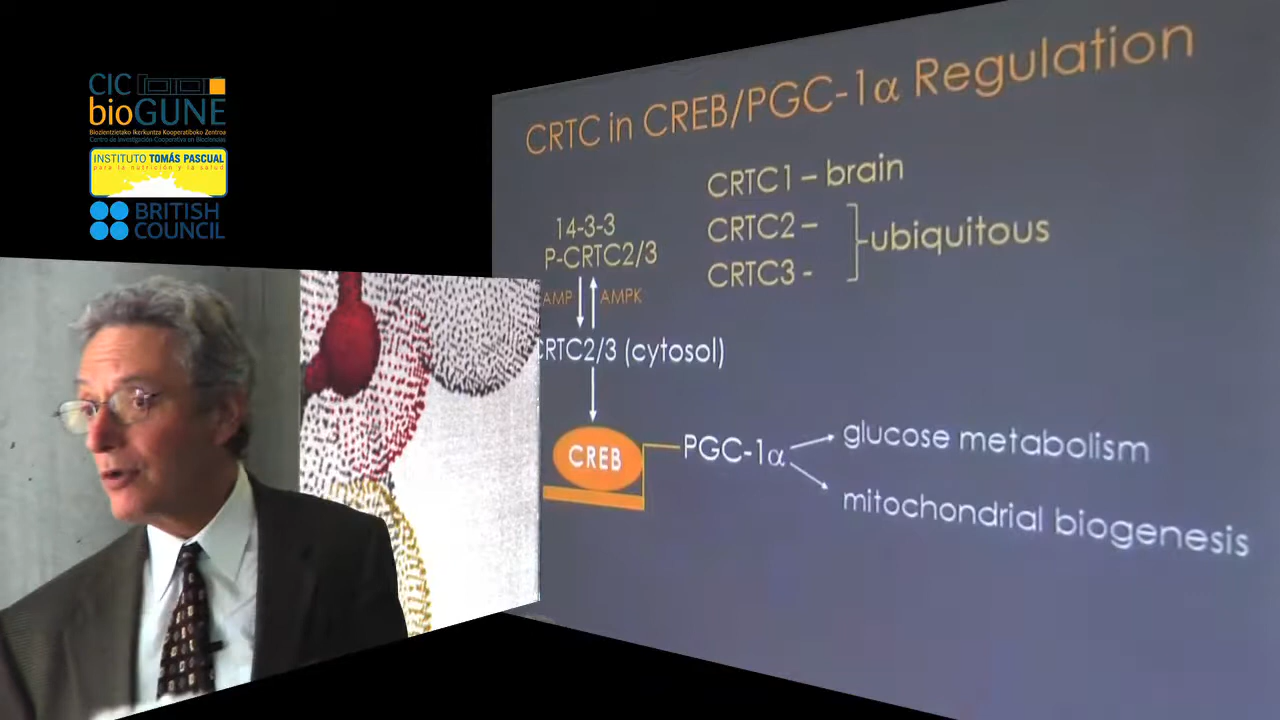 CIC
bioGUNE
Biozientzietako Ikerkuntza Kooperatiboko Zentroa
Centro de Investigación Cooperativa en Biociencias
INSTITUTO TOMÁS PASCUAL
para la nutrición y la salud
BRITISH
COUNCIL
CRTC in CREB/PGC-1α Regulation
CRTC1 – brain
CRTC2 –
CRTC3 -
ubiquitous
14-3-3
P-CRTC2/3
AMP
AMPK
CRTC2/3 (cytosol)
CREB
PGC-1α
glucose metabolism
mitochondrial biogenesis